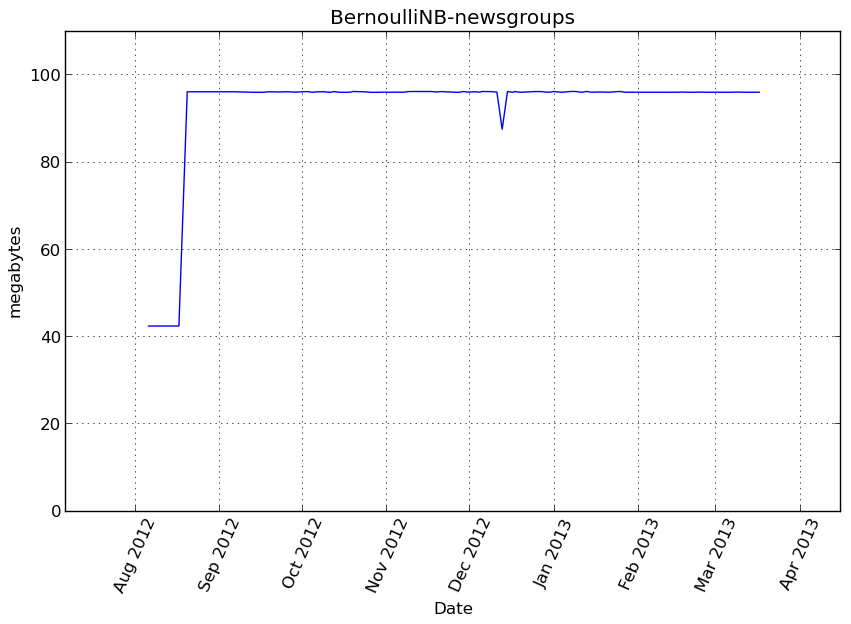 BernoulliNB-newsgroups
100
80
60
40
20
0
megabytes
Aug 2012
Sep 2012
Oct 2012
Nov 2012
Dec 2012
Jan 2013
Feb 2013
Mar 2013
Apr 2013
Date